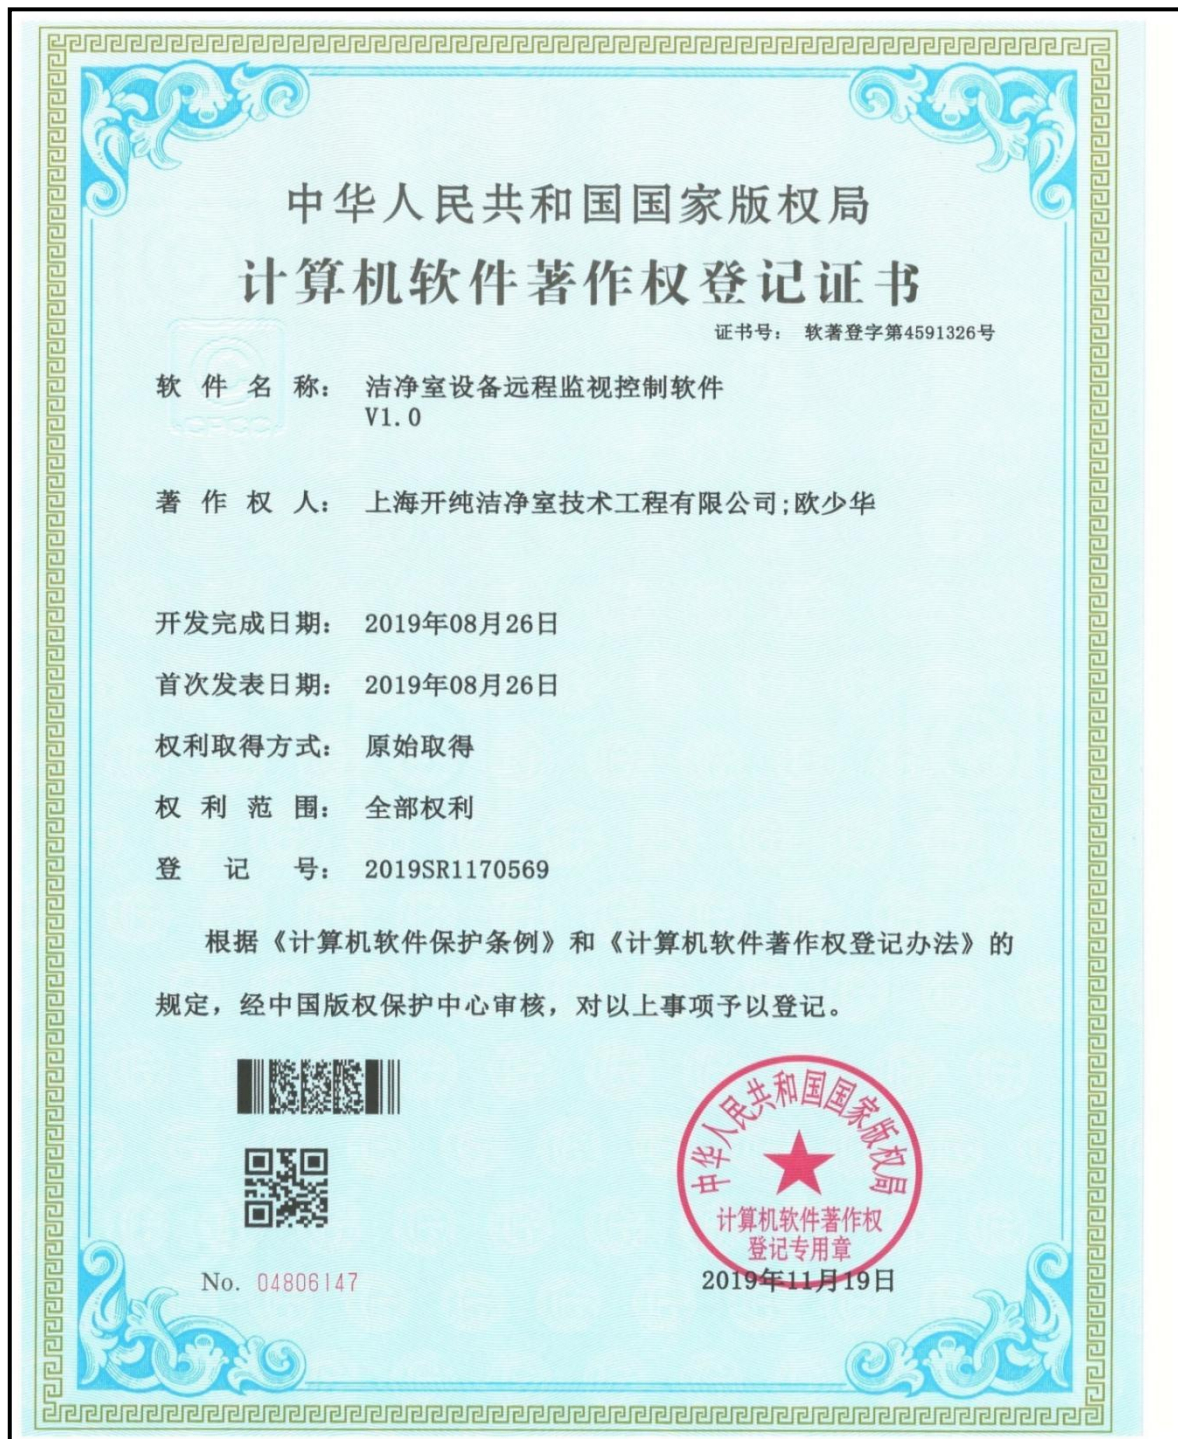 中华人民共和国国家版权局
计算机软件著作权登记证书
证书号： 软著登字第4591326号
软件名称： 洁净室设备远程监视控制软件
V1.0
CPCC
著作权人： 上海开纯洁净室技术工程有限公司;欧少华
开发完成日期： 2019年08月26日
首次发表日期： 2019年08月26日
权利取得方式： 原始取得
权利范围： 全部权利
登记号： 2019SR1170569
根据《计算机软件保护条例》和《计算机软件著作权登记办法》的
规定，经中国版权保护中心审核，对以上事项予以登记。
中华人民共和国国家版权局
计算机软件著作权
登记专用章
No. 04806147
2019年11月19日